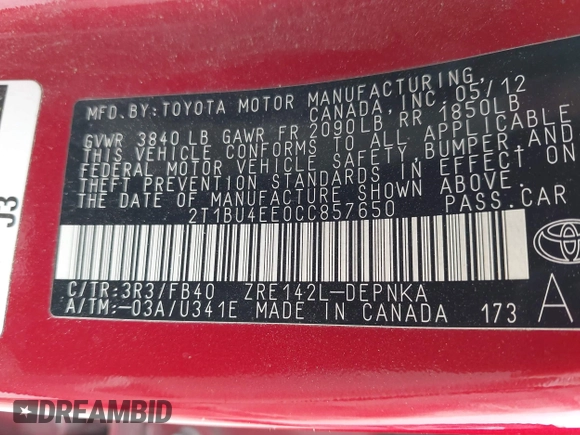 MFD.BY:TOYOTA MOTOR MANUFACTURING,
CANADA, INC. 05/12
GVWR 3840 LB GAWR FR 2090LB, RR 1850LB
THIS VEHICLE CONFORMS TO ALL APPLICABLE
FEDERAL MOTOR VEHICLE SAFETY, BUMPER AND
THEFT PREVENTION STANDARDS IN EFFECT ON
THE DATE OF MANUFACTURE SHOWN ABOVE.
2T1BU4EE0CC857650 PASS.CAR
C/TR:3R3/FB40 ZRE142L-DEPNKA
A/TM:-03A/U341E MADE IN CANADA 173
A
J3
DREAMBID